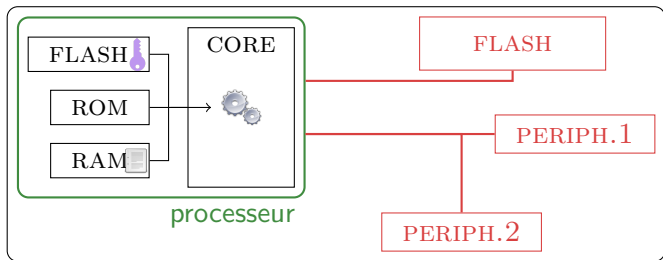 FLASH
CORE
ROM
RAM
processeur
FLASH
PERIPH.1
PERIPH.2